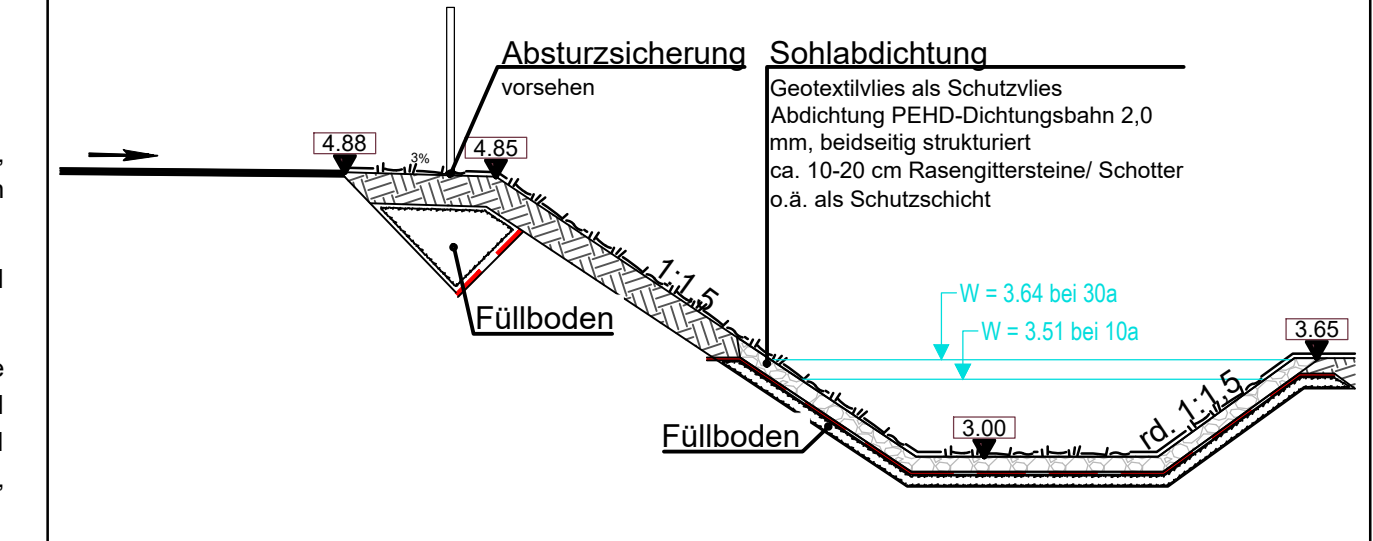 Absturzsicherung
vorsehen
Sohlabdichtung
Geotextilvlies als Schutzvlies
Abdichtung PEHD-Dichtungsbahn 2,0
mm, beidseitig strukturiert
ca. 10-20 cm Rasengittersteine/ Schotter
o.ä. als Schutzschicht
4.88
3%
4.85
Füllboden
1:1,5
W = 3.64 bei 30a
W = 3.51 bei 10a
3.65
Füllboden
3.00
rd. 1:1,5